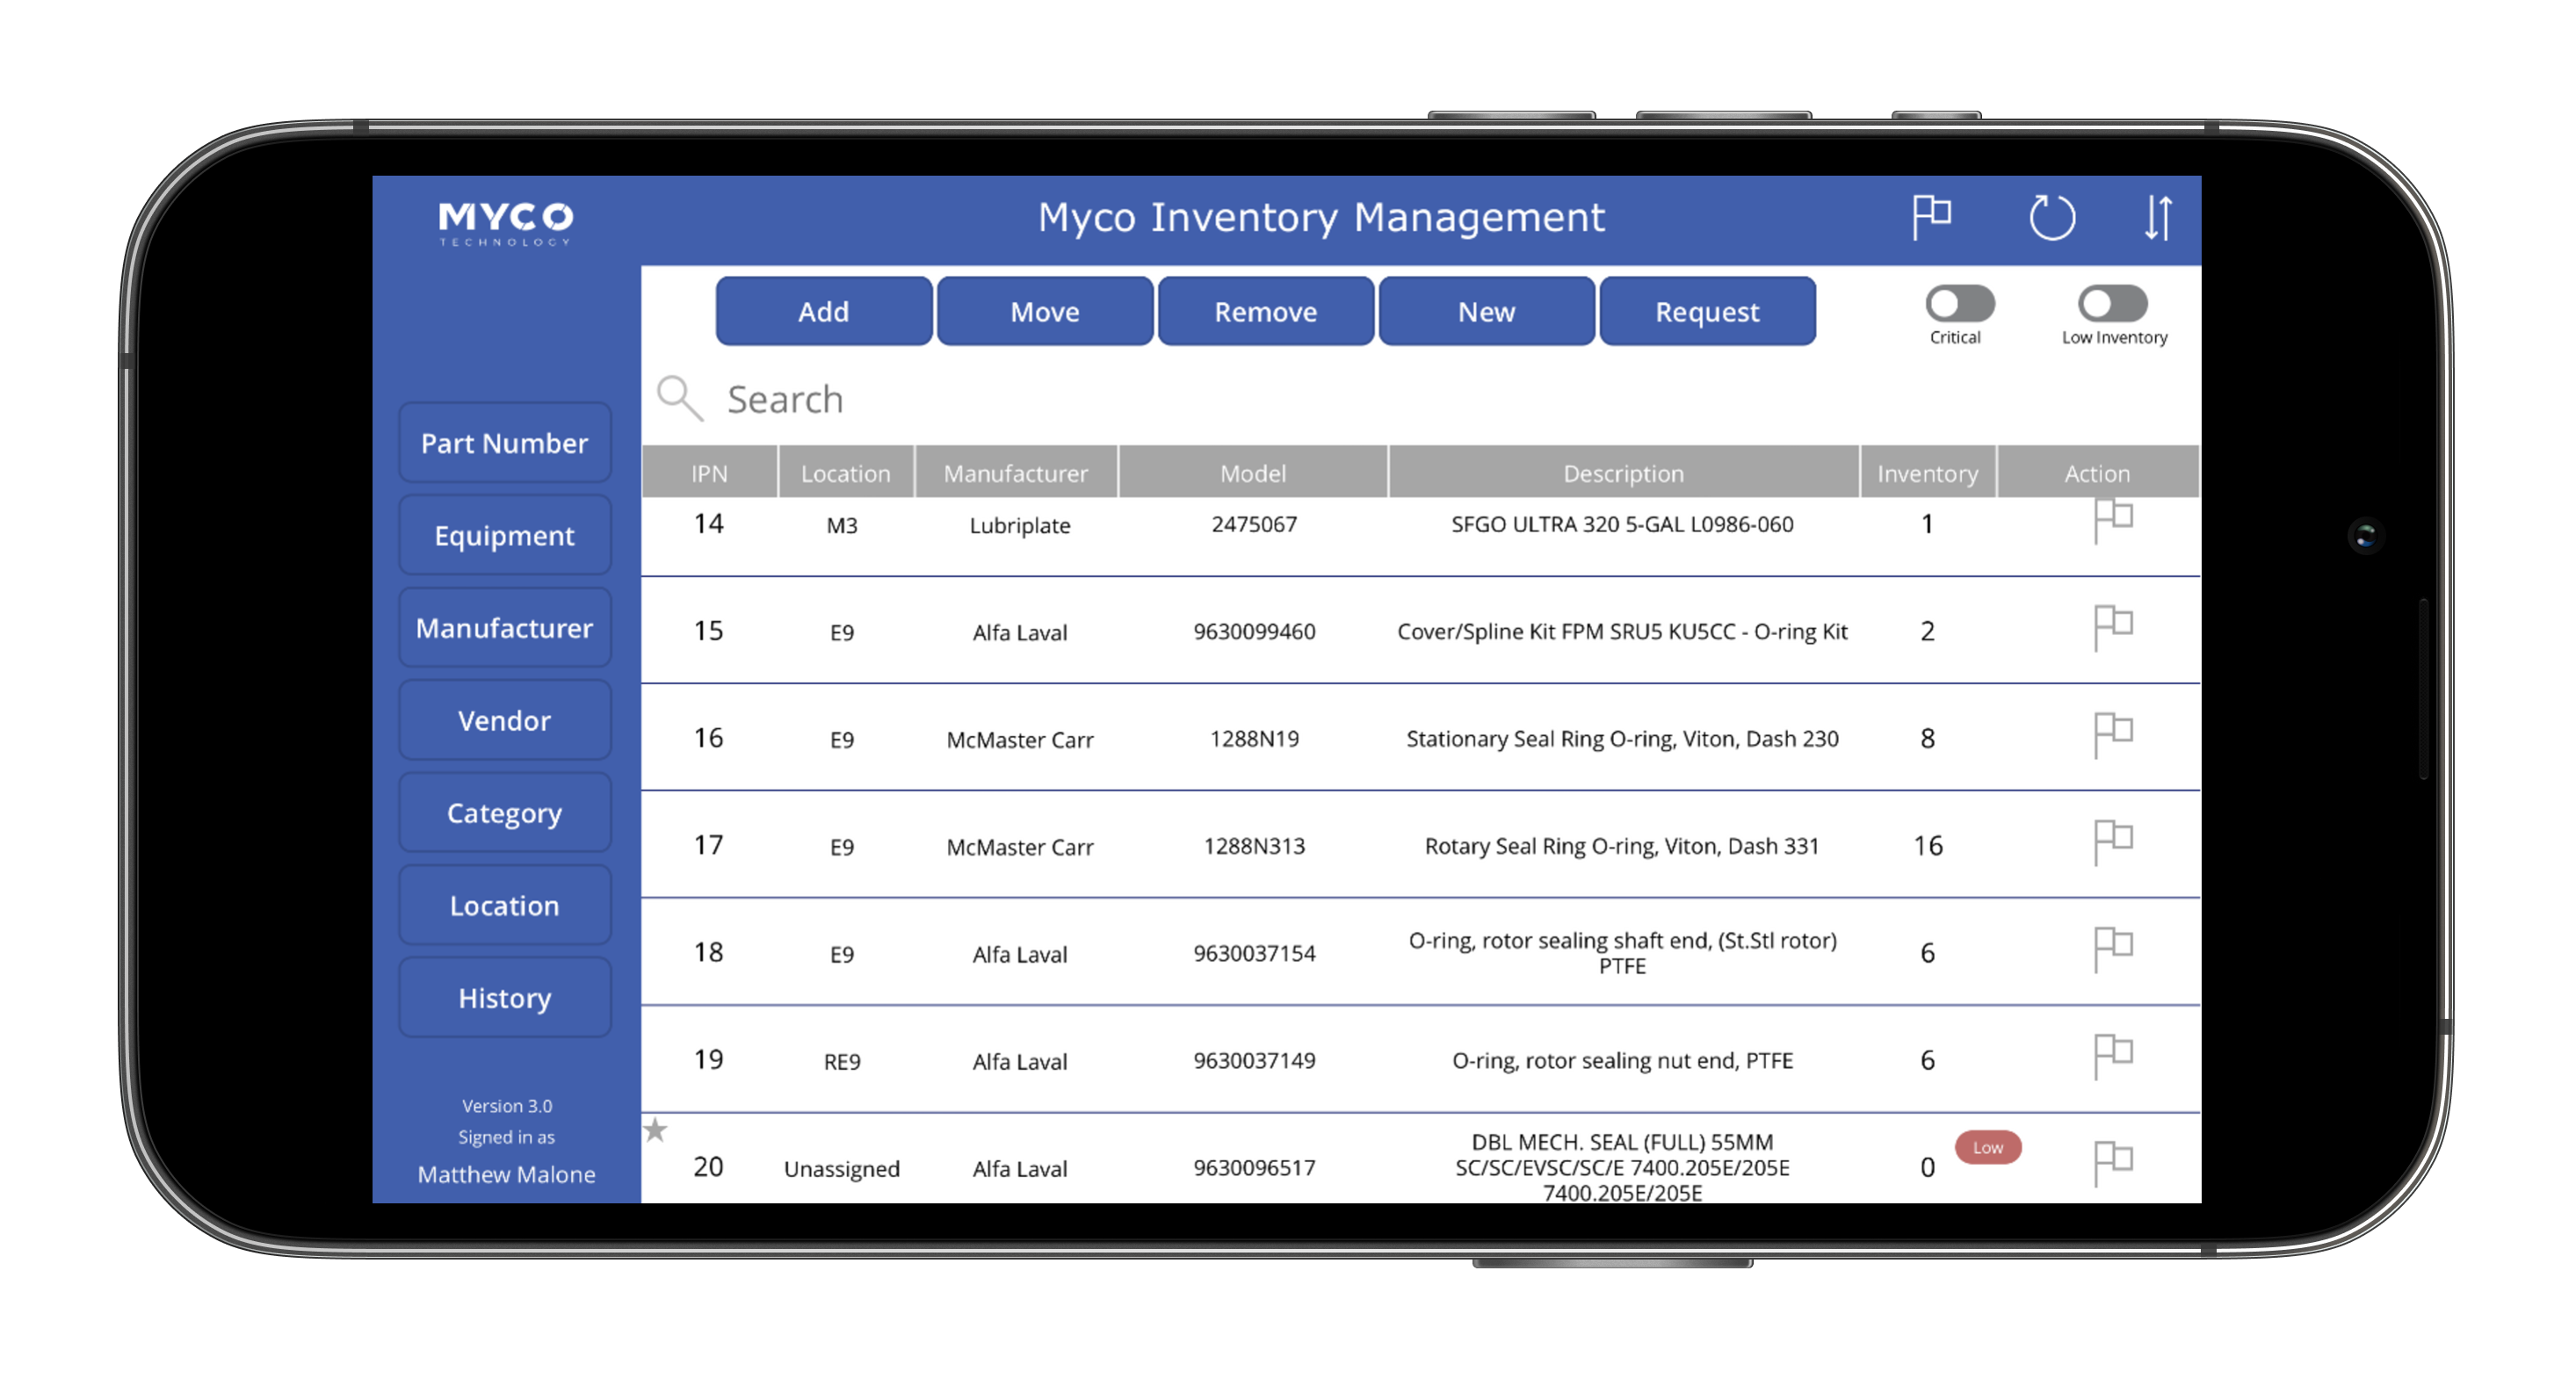 MYCO
TECHNOLOGY
Myco Inventory Management
Add
Move
Remove
New
Request
Critical
Low Inventory
Search
Part Number
Equipment
Manufacturer
Vendor
Category
Location
History
Version 3.0
Signed in as
Matthew Malone
IPN Location Manufacturer Model Description Inventory Action
14 M3 Lubriplate 2475067 SFGO ULTRA 320 5-GAL L0986-060 1
15 E9 Alfa Laval 9630099460 Cover/Spline Kit FPM SRU5 KU5CC - O-ring Kit 2
16 E9 McMaster Carr 1288N19 Stationary Seal Ring O-ring, Viton, Dash 230 8
17 E9 McMaster Carr 1288N313 Rotary Seal Ring O-ring, Viton, Dash 331 16
18 E9 Alfa Laval 9630037154 O-ring, rotor sealing shaft end, (St.Stl rotor)
PTFE 6
19 RE9 Alfa Laval 9630037149 O-ring, rotor sealing nut end, PTFE 6
20 Unassigned Alfa Laval 9630096517 DBL MECH. SEAL (FULL) 55MM
SC/SC/EVSC/SC/E 7400.205E/205E
7400.205E/205E 0 Low